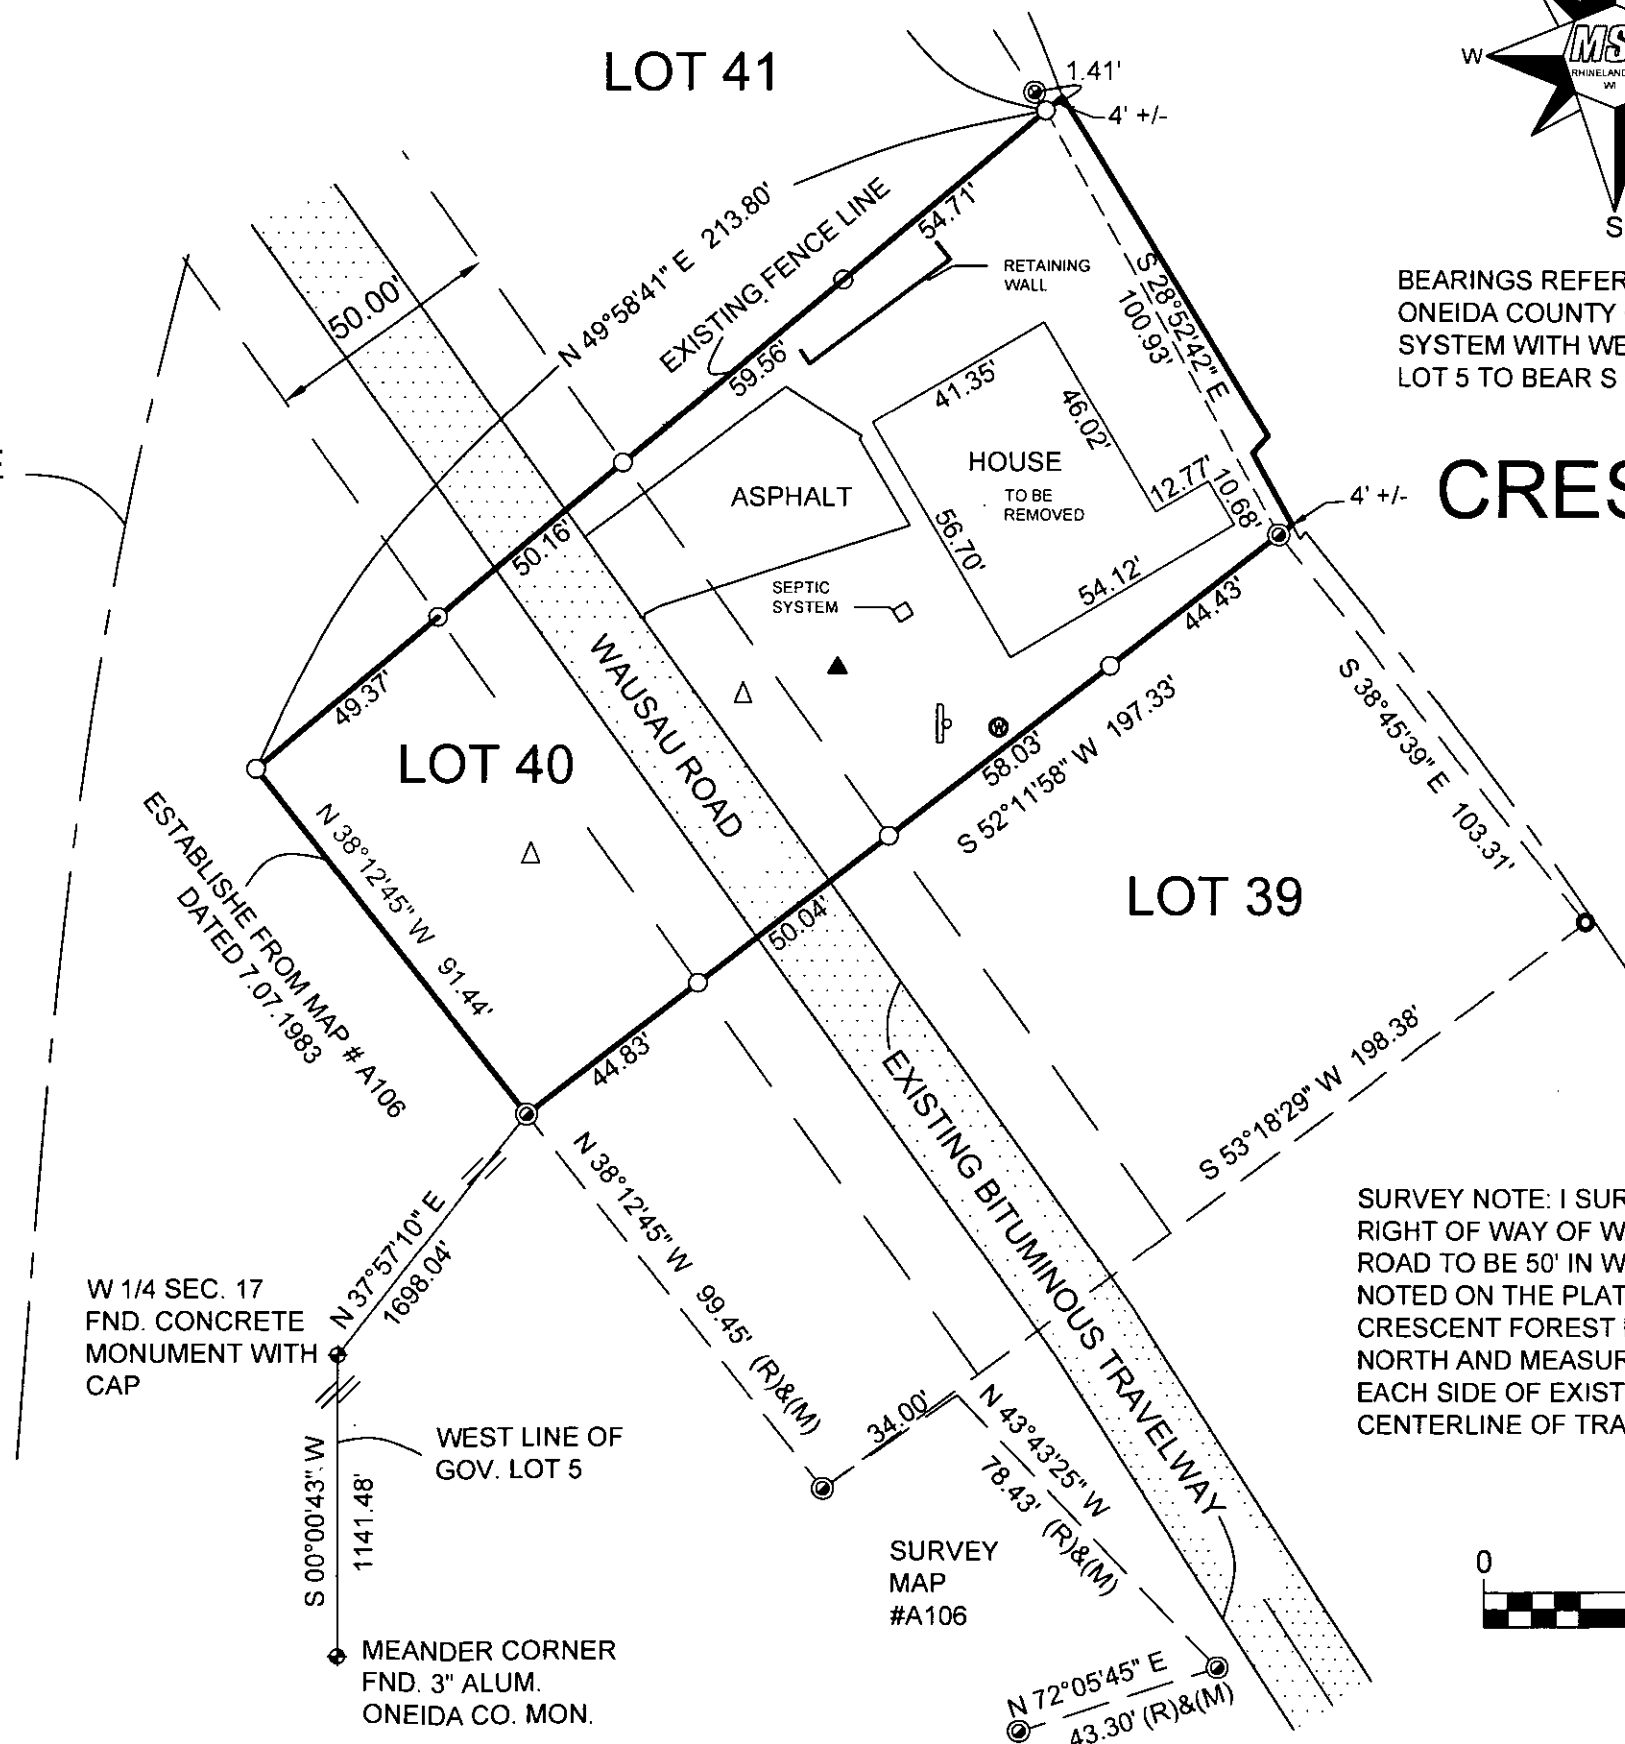 LOT 41
1.41'
4' +/-
W
MS
RHINELAND
WI
S
N 49°58'41" E 213.80'
EXISTING FENCE LINE
54.71'
RETAINING
WALL
50.00'
59.56'
S 28°52'42" E
100.93'
BEARINGS REFER
ONEIDA COUNTY
SYSTEM WITH WE
LOT 5 TO BEAR S
41.35'
46.02'
HOUSE
TO BE
REMOVED
12.77'
10.68'
4' +/-
CRES
ASPHALT
56.70'
54.12'
50.16'
SEPTIC
SYSTEM
44.43'
49.37'
WAUSAU ROAD
LOT 40
58.03'
S 52°11'58" W 197.33'
S 38°45'39" E 103.31'
ESTABLISHE FROM MAP # A106
DATED 7.07.1983
N 38°12'45" W 91.44'
LOT 39
50.04'
44.83'
EXISTING BITUMINOUS TRAVELWAY
S 53°18'29" W 198.38'
N 37°57'10" E
1698.04'
N 38°12'45" W 99.45' (R)&(M)
SURVEY NOTE: I SUR
RIGHT OF WAY OF W
ROAD TO BE 50' IN W
NOTED ON THE PLAT
CRESCENT FOREST
NORTH AND MEASUR
EACH SIDE OF EXIST
CENTERLINE OF TRA
W 1/4 SEC. 17
FND. CONCRETE
MONUMENT WITH
CAP
34.00'
N 43°43'25" W
78.43' (R)&(M)
WEST LINE OF
GOV. LOT 5
S 00°00'43" W
1141.48'
SURVEY
MAP
#A106
0
MEANDER CORNER
FND. 3" ALUM.
ONEIDA CO. MON.
N 72°05'45" E
43.30' (R)&(M)